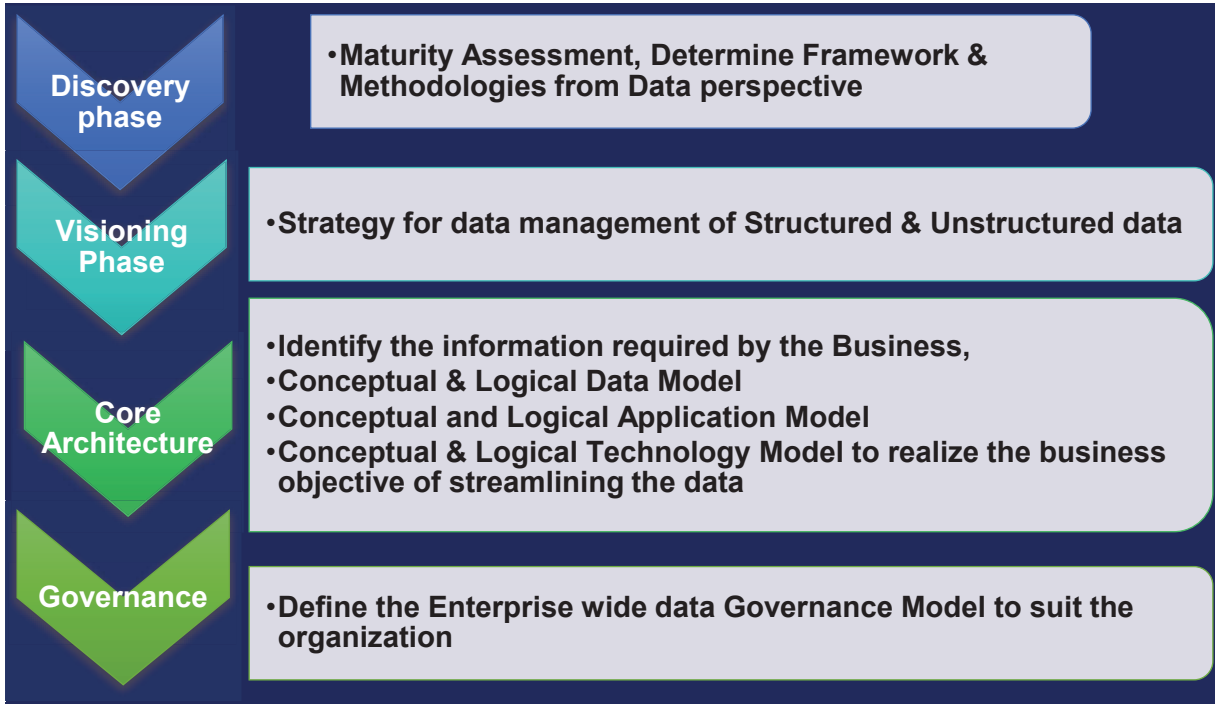 Discovery
phase
•Maturity Assessment, Determine Framework &
Methodologies from Data perspective
Visioning
Phase
•Strategy for data management of Structured & Unstructured data
Core
Architecture
•Identify the information required by the Business,
•Conceptual & Logical Data Model
•Conceptual and Logical Application Model
•Conceptual & Logical Technology Model to realize the business
objective of streamlining the data
Governance
•Define the Enterprise wide data Governance Model to suit the
organization